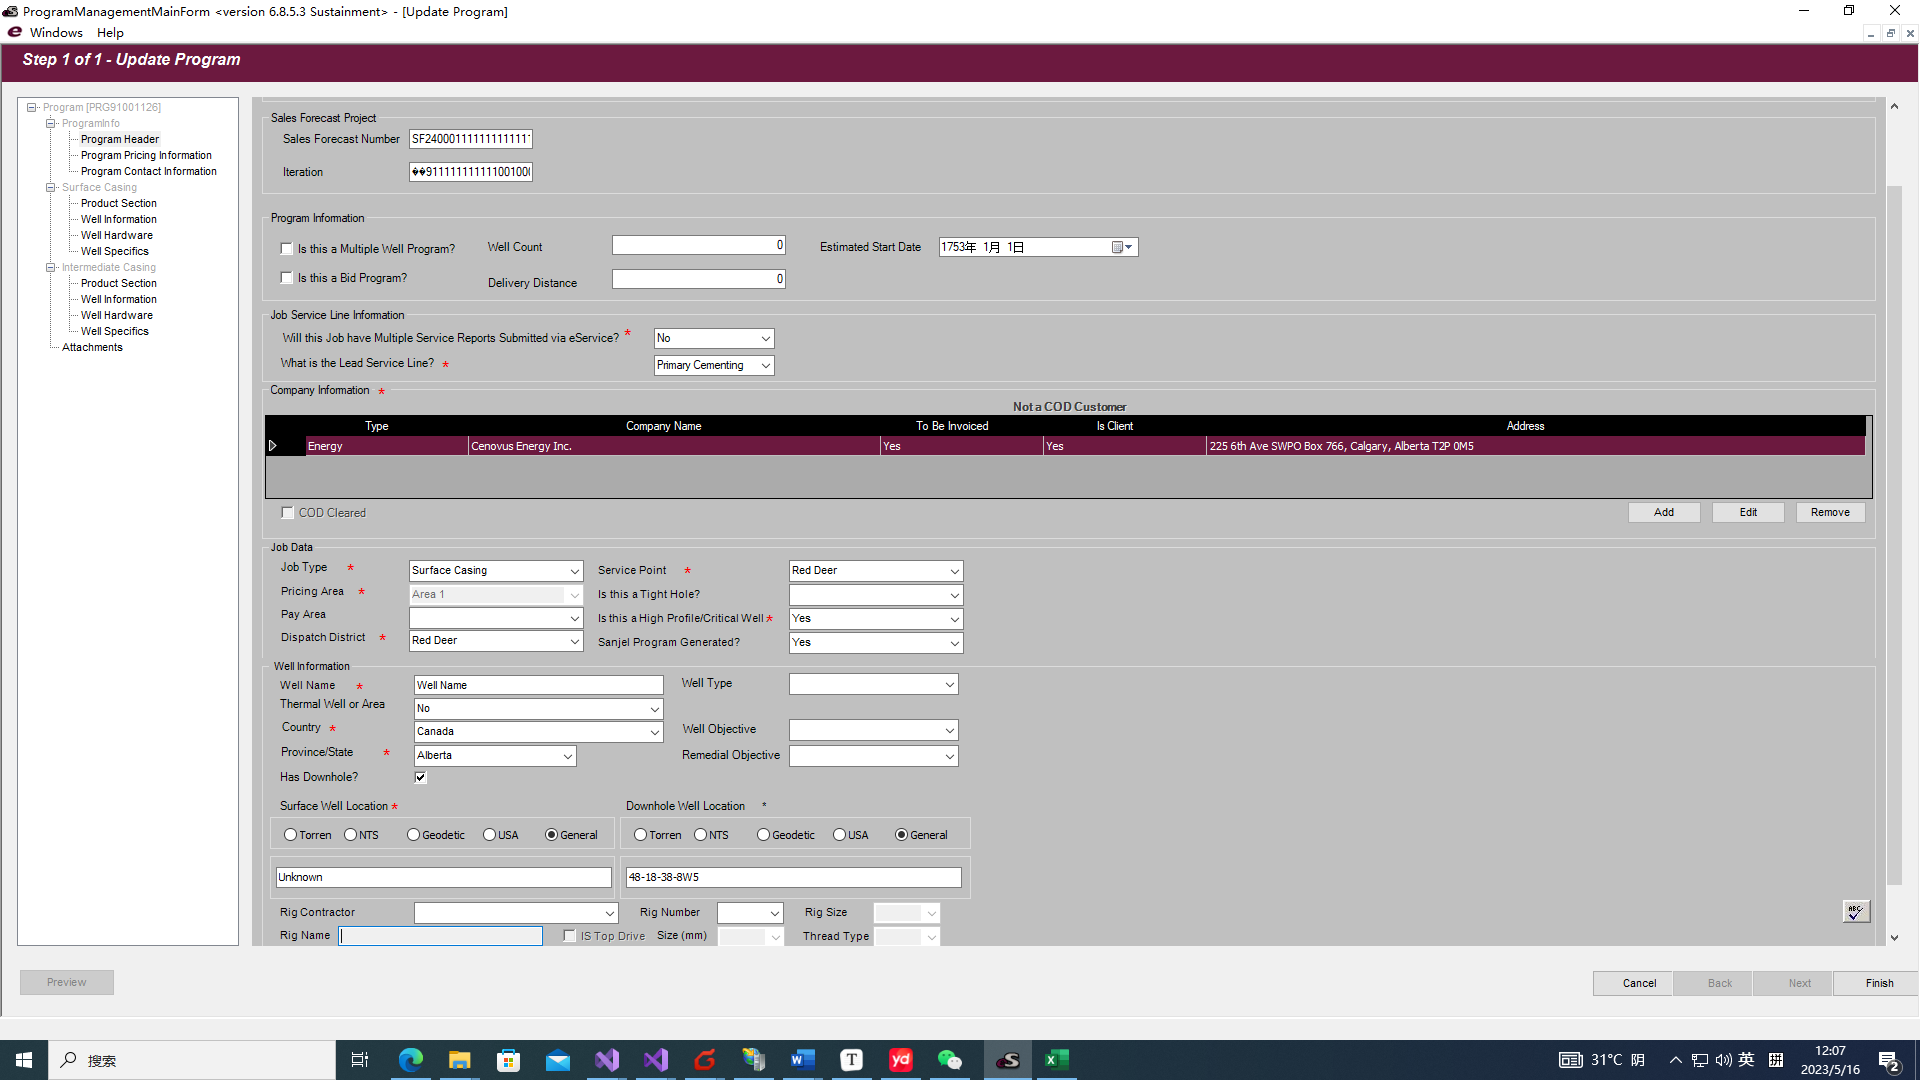 ProgramManagementMainForm <version 6.8.5.3 Sustainment> - [Update Program]
Windows Help
Step 1 of 1 - Update Program
Program [PRG91001126]
ProgramInfo
Program Header
Program Pricing Information
Program Contact Information
Surface Casing
Product Section
Well Information
Well Hardware
Well Specifics
Intermediate Casing
Product Section
Well Information
Well Hardware
Well Specifics
Attachments
Sales Forecast Project
Sales Forecast Number
Iteration
Program Information
Is this a Multiple Well Program? Well Count 0 Estimated Start Date 1753年 1月 1日
Is this a Bid Program? Delivery Distance 0
Job Service Line Information
Will this Job have Multiple Service Reports Submitted via eService? * No
What is the Lead Service Line? * Primary Cementing
Company Information *
Not a COD Customer
Type Company Name To Be Invoiced Is Client Address
Energy Cenovus Energy Inc. Yes Yes 225 6th Ave SWPO Box 766, Calgary, Alberta T2P 0M5
COD Cleared Add Edit Remove
Job Data
Job Type * Surface Casing Service Point * Red Deer
Pricing Area * Area 1 Is this a Tight Hole?
Pay Area Is this a High Profile/Critical Well * Yes
Dispatch District * Red Deer Sanjel Program Generated? Yes
Well Information
Well Name * Well Name Well Type
Thermal Well or Area No
Country * Canada Well Objective
Province/State * Alberta Remedial Objective
Has Downhole?
Surface Well Location * Downhole Well Location *
Torren NTS Geodetic USA General Torren NTS Geodetic USA General
Unknown 48-18-38-8W5
Rig Contractor Rig Number Rig Size
Rig Name IS Top Drive Size (mm) Thread Type
ABC
Preview Cancel Back Next Finish
搜索 31°C 阴 英 拼 12:07
2023/5/16 2